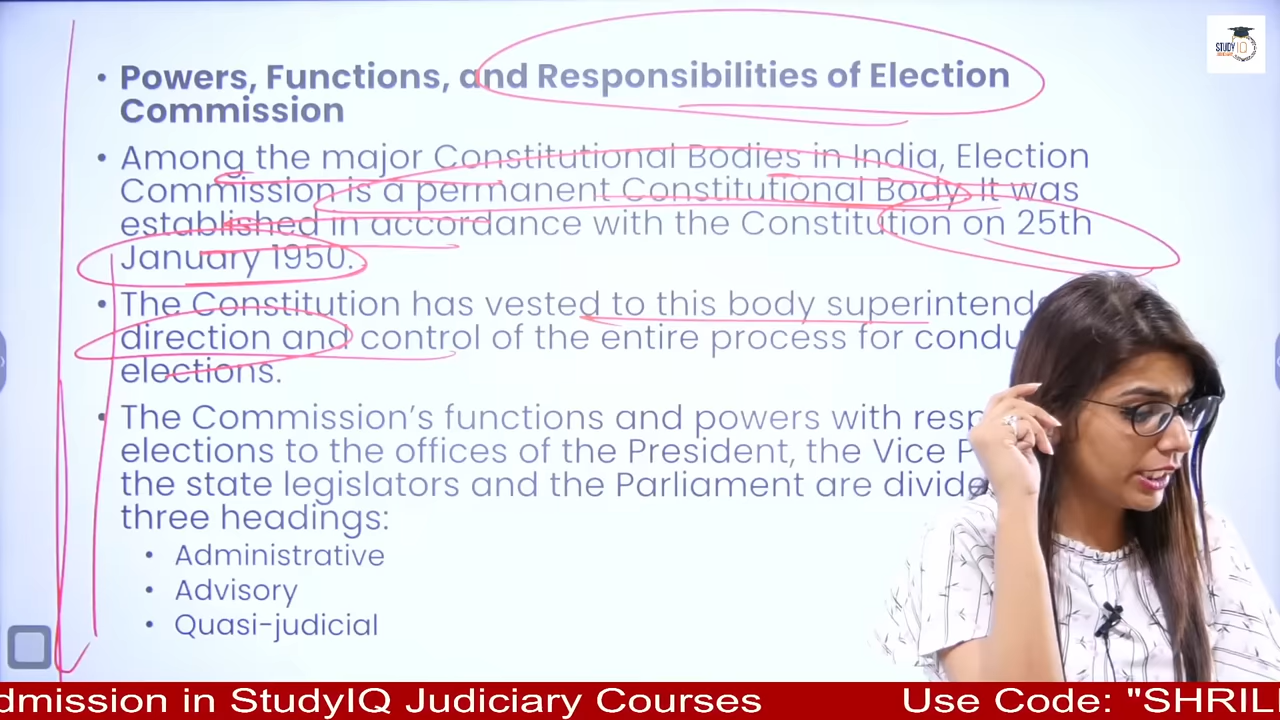 STUDY IQ
• Powers, Functions, and Responsibilities of Election
Commission
• Among the major Constitutional Bodies in India, Election
Commission is a permanent Constitutional Body. It was
established in accordance with the Constitution on 25th
January 1950.
• The Constitution has vested to this body
direction and control of the entire process for
elections.
• The Commission's functions and powers with
elections to the offices of the President, the Vice
the state legislators and the Parliament are
three headings:
• Administrative
• Advisory
• Quasi-judicial
dmission in StudyIQ Judiciary Courses Use Code: "SHRIL